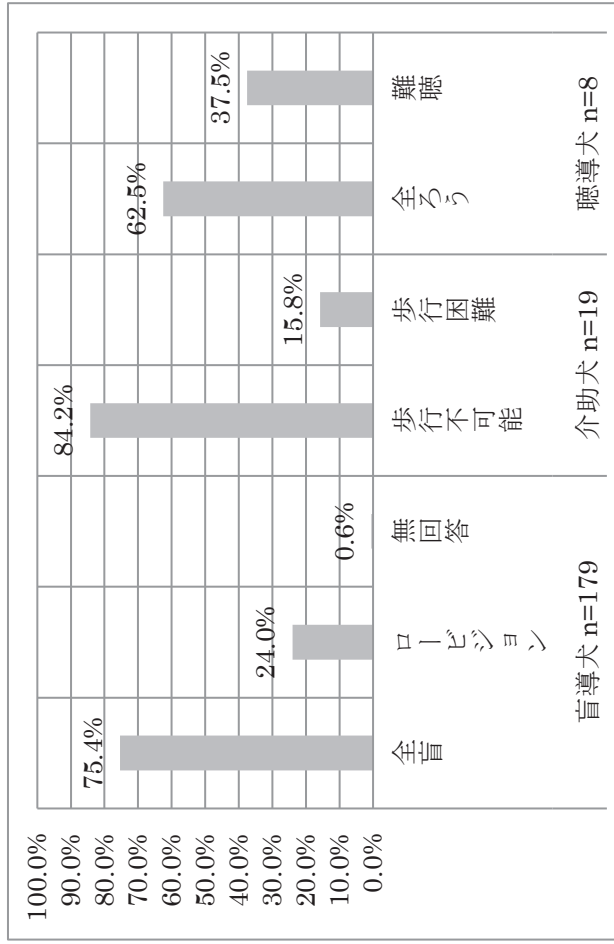 100.0%
90.0%
80.0%
70.0%
60.0%
50.0%
40.0%
30.0%
20.0%
10.0%
0.0%
75.4%
24.0%
0.6%
84.2%
15.8%
62.5%
37.5%
全盲
ロービジョン
無回答
歩行不可能
歩行困難
全ろう
難聴
盲導犬 n=179
介助犬 n=19
聴導犬 n=8